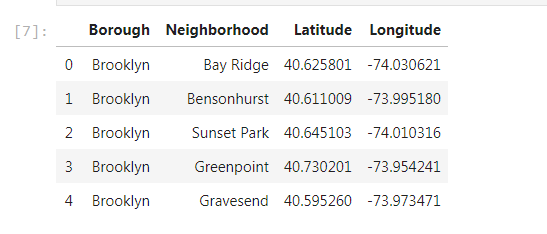 [7]:
Borough Neighborhood Latitude Longitude
0 Brooklyn Bay Ridge 40.625801 -74.030621
1 Brooklyn Bensonhurst 40.611009 -73.995180
2 Brooklyn Sunset Park 40.645103 -74.010316
3 Brooklyn Greenpoint 40.730201 -73.954241
4 Brooklyn Gravesend 40.595260 -73.973471